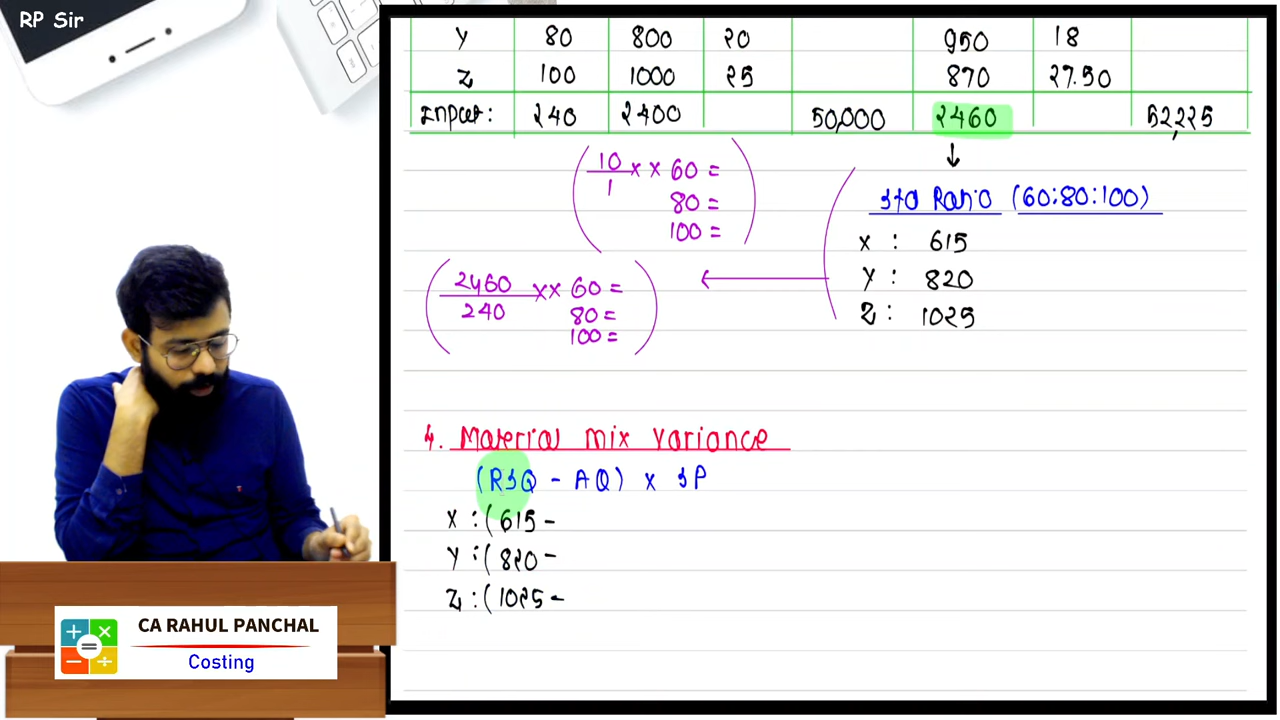 RP Sir
Y 80 800 20 950 18
Z 100 1000 25 870 27.50
Input: 240 2400 50,000 2460 52,225
10/1 x x 60 =
80 =
100 =
Std Ratio (60:80:100)
X : 615
Y : 820
Z : 1025
2460/240 xx 60 =
80 =
100 =
4. Material mix Variance
(RSQ - AQ) x SP
X : (615 -
Y : (820 -
Z : (1025 -
CA RAHUL PANCHAL
Costing